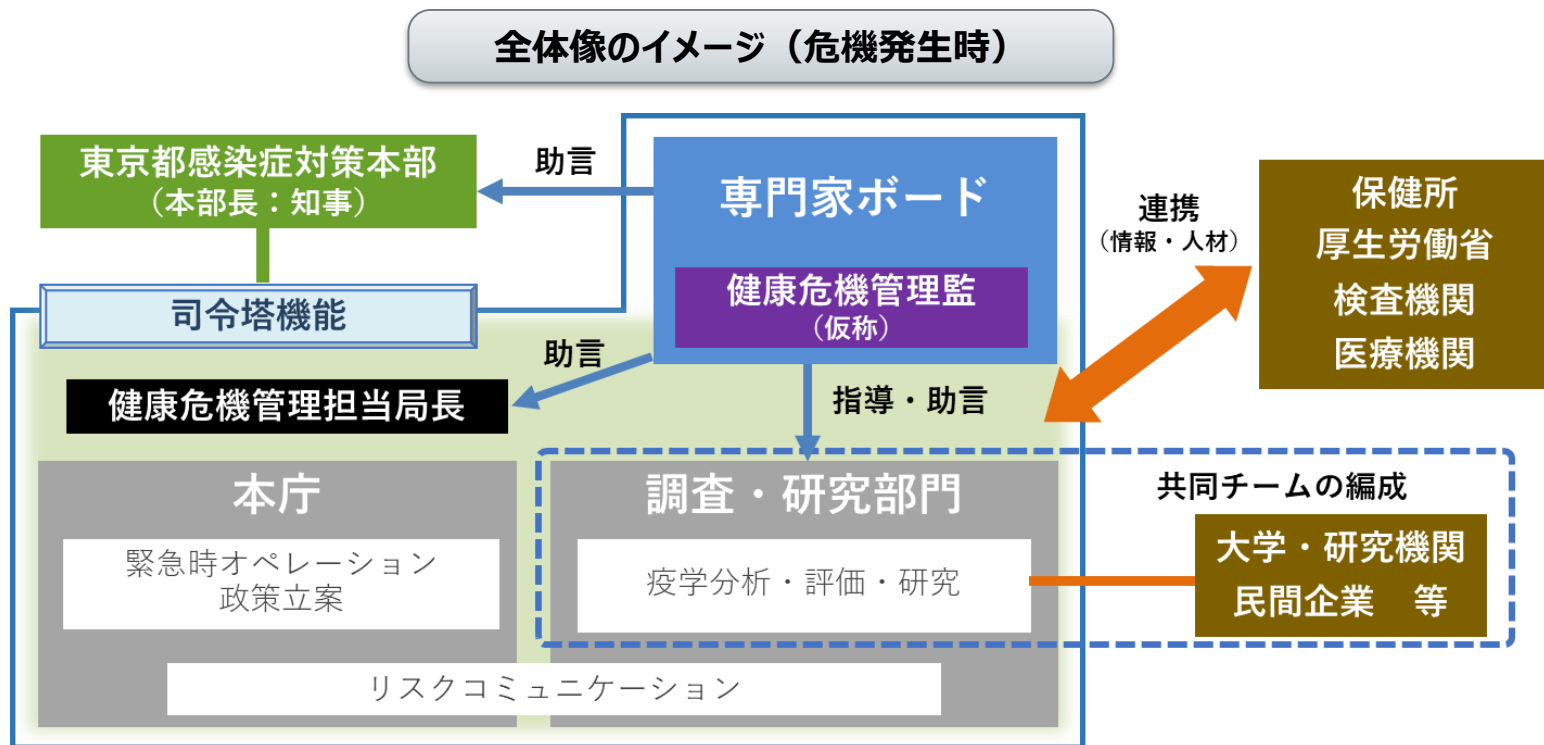 全体像のイメージ（危機発生時）
東京都感染症対策本部
（本部長：知事）
助言
専門家ボード
健康危機管理監
（仮称）
連携
（情報・人材）
保健所
厚生労働省
検査機関
医療機関
司令塔機能
助言
健康危機管理担当局長
指導・助言
本庁
緊急時オペレーション
政策立案
調査・研究部門
疫学分析・評価・研究
共同チームの編成
大学・研究機関
民間企業　等
リスクコミュニケーション